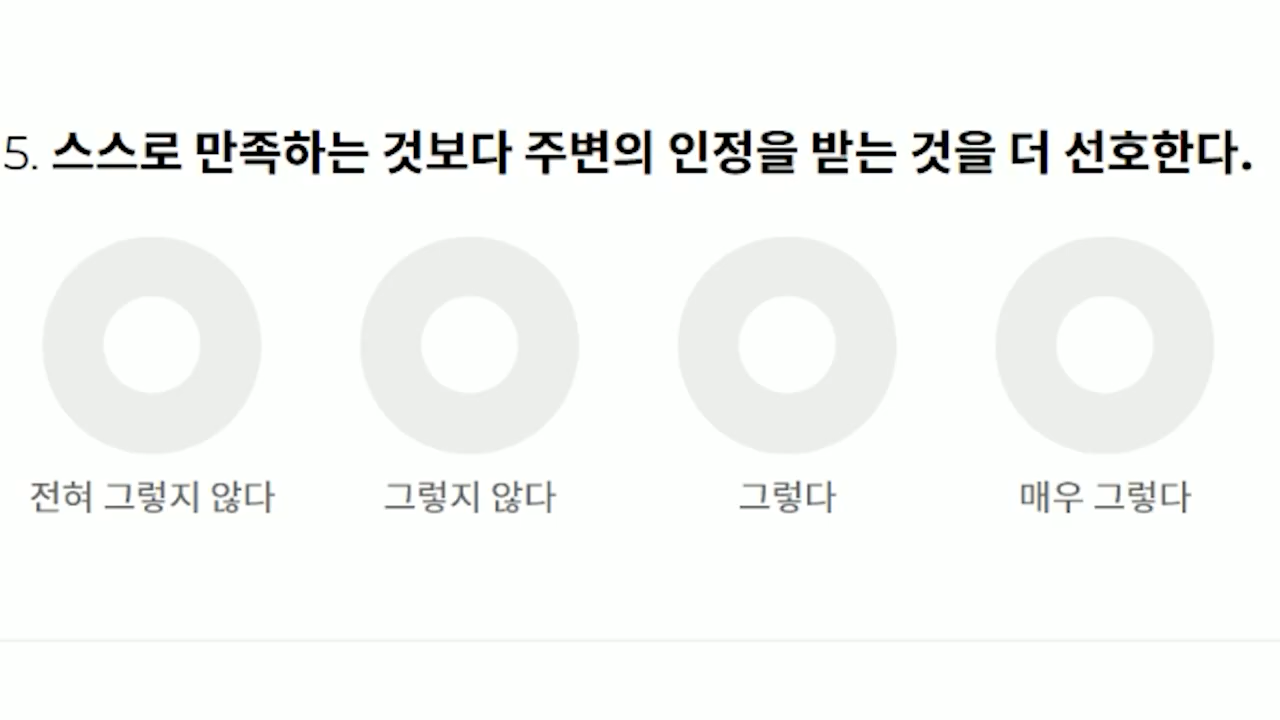 5. 스스로 만족하는 것보다 주변의 인정을 받는 것을 더 선호한다.
전혀 그렇지 않다 그렇지 않다 그렇다 매우 그렇다